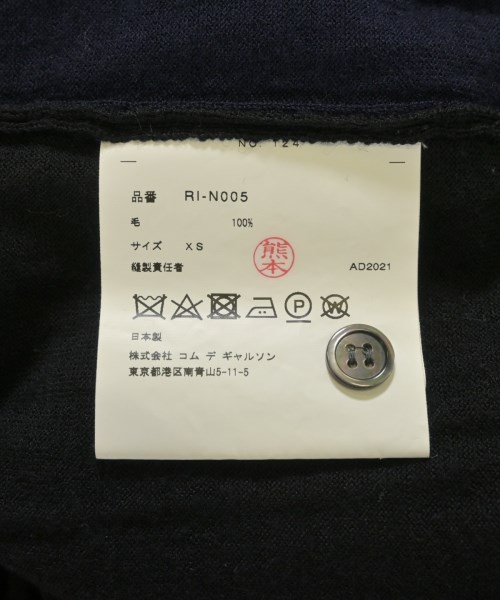 NO. 124
品番 RI-N005
毛 100%
サイズ XS
縫製責任者 熊本 AD2021
P W
日本製
株式会社 コム デ ギャルソン
東京都港区南青山5-11-5